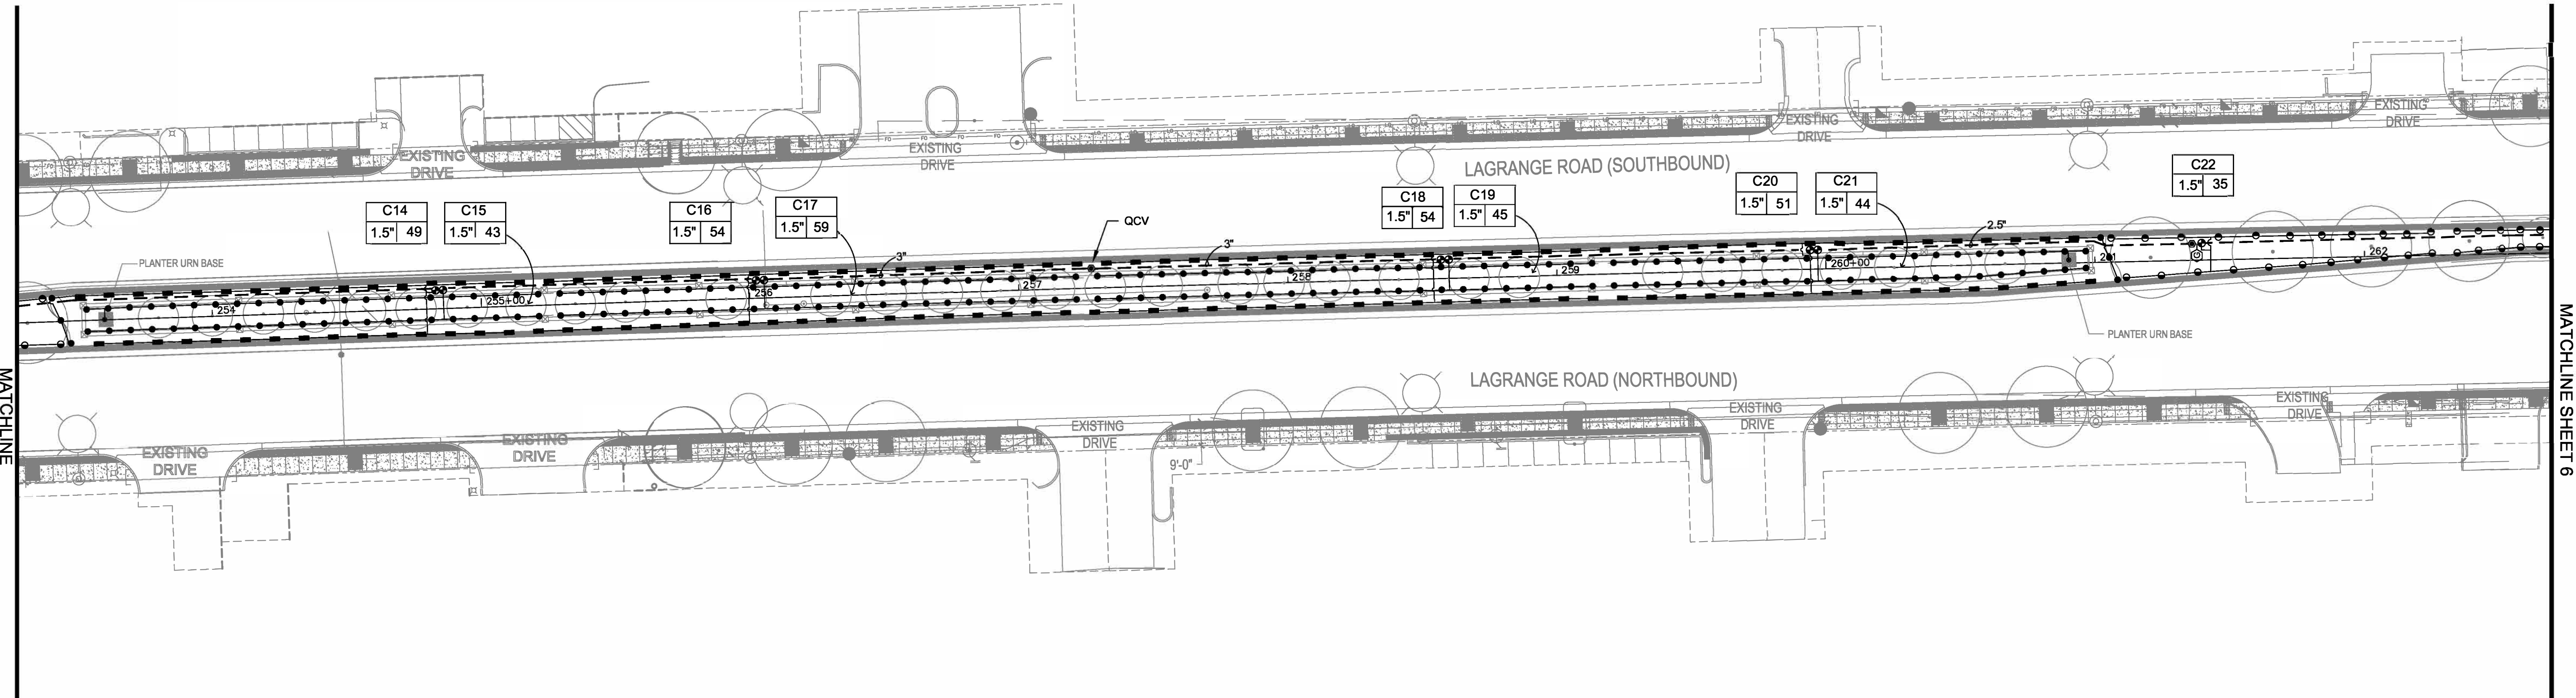 EXISTING
DRIVE
EXISTING
DRIVE
EXISTING
DRIVE
EXISTING
DRIVE
LAGRANGE ROAD (SOUTHBOUND)
C14
1.5" 49
C15
1.5" 43
C16
1.5" 54
C17
1.5" 59
QCV
C18
1.5" 54
C19
1.5" 45
C20
1.5" 51
C21
1.5" 44
C22
1.5" 35
PLANTER URN BASE
3"
3"
2.5"
254
255+00
256
257
258
259
260+00
261
262
PLANTER URN BASE
LAGRANGE ROAD (NORTHBOUND)
EXISTING
DRIVE
EXISTING
DRIVE
EXISTING
DRIVE
EXISTING
DRIVE
EXISTING
DRIVE
9'-0"
MATCHLINE
MATCHLINE SHEET 6